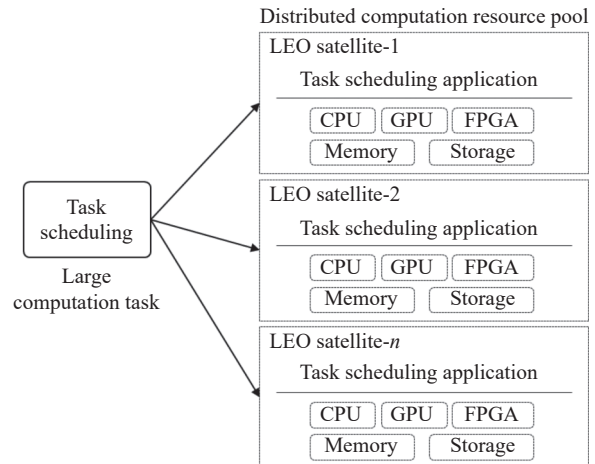 Distributed computation resource pool
LEO satellite-1
Task scheduling application
CPU GPU FPGA
Memory Storage
Task
scheduling
Large
computation task
LEO satellite-2
Task scheduling application
CPU GPU FPGA
Memory Storage
LEO satellite-n
Task scheduling application
CPU GPU FPGA
Memory Storage